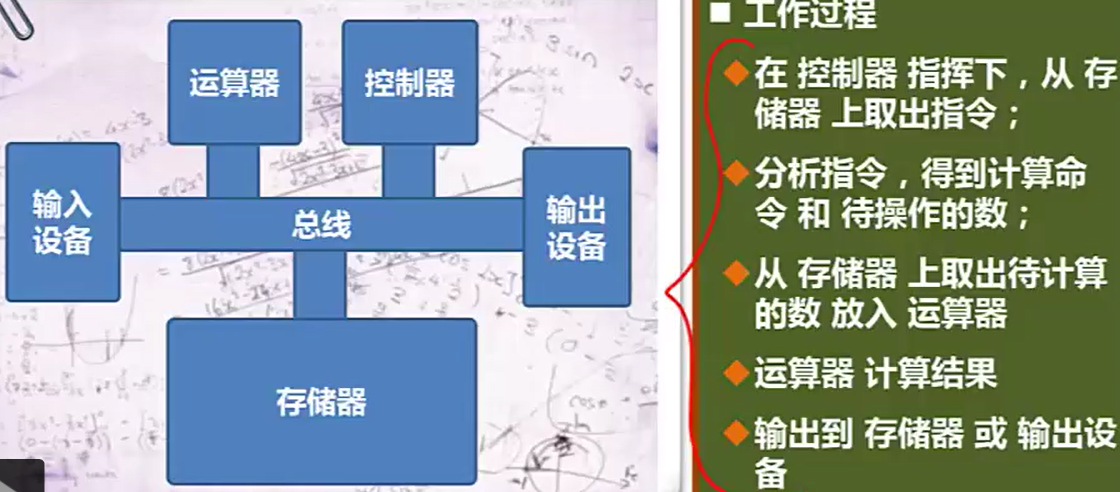 运算器
控制器
输入
设备
总线
输出
设备
存储器
■ 工作过程
◆在 控制器 指挥下，从 存
储器 上取出指令；
◆分析指令，得到计算命
令 和 待操作的数；
◆从 存储器 上取出待计算
的数 放入 运算器
◆运算器 计算结果
◆输出到 存储器 或 输出设
备